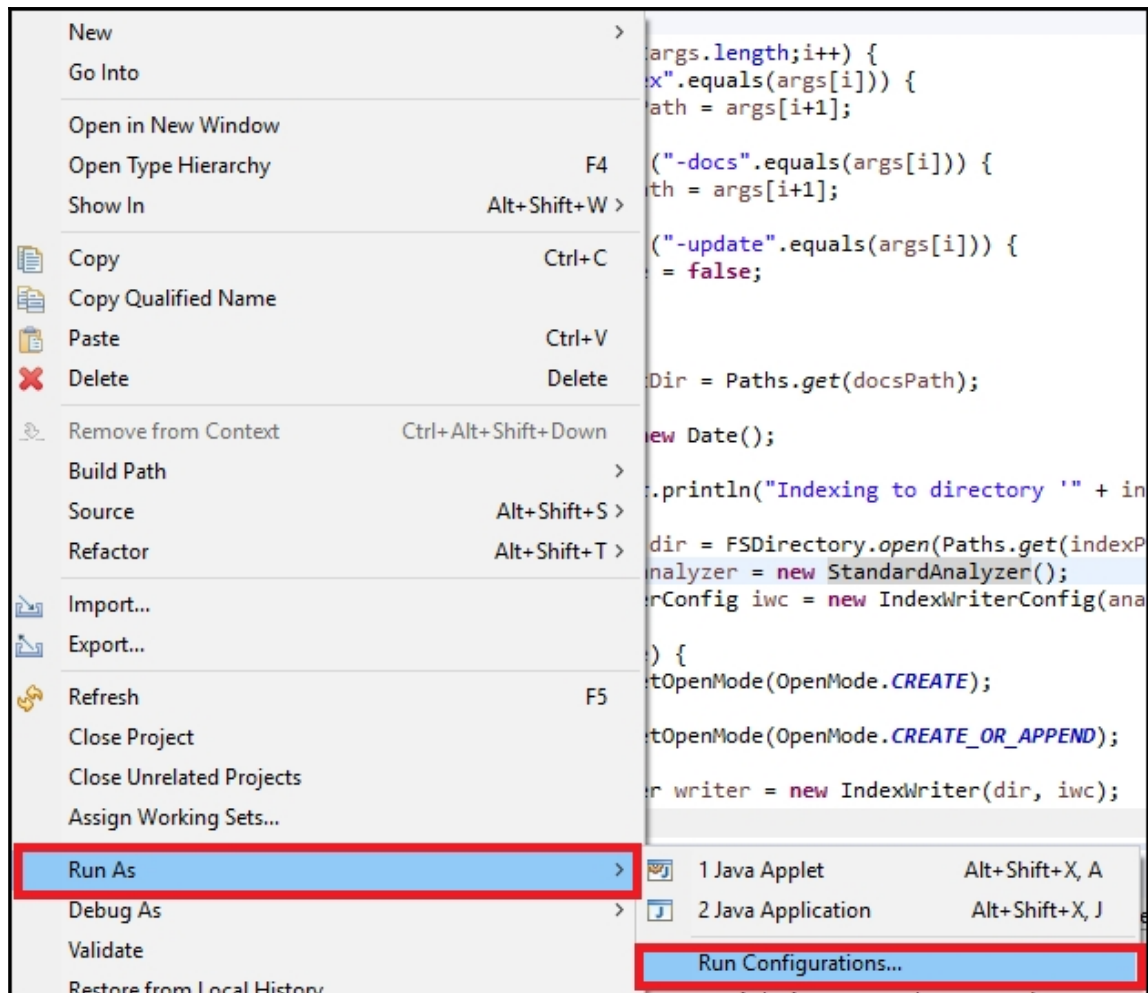 New
Go Into
Open in New Window
Open Type Hierarchy F4
Show In Alt+Shift+W >
Copy Ctrl+C
Copy Qualified Name
Paste Ctrl+V
Delete Delete
Remove from Context Ctrl+Alt+Shift+Down
Build Path >
Source Alt+Shift+S >
Refactor Alt+Shift+T >
Import...
Export...
Refresh F5
Close Project
Close Unrelated Projects
Assign Working Sets...
Run As >
Debug As >
Validate
Restore from Local History
args.length;i++) {
x".equals(args[i])) {
ath = args[i+1];
("-docs".equals(args[i])) {
th = args[i+1];
("-update".equals(args[i])) {
= false;
Dir = Paths.get(docsPath);
new Date();
.println("Indexing to directory '" + in
dir = FSDirectory.open(Paths.get(indexP
analyzer = new StandardAnalyzer();
rConfig iwc = new IndexWriterConfig(ana
) {
tOpenMode(OpenMode.CREATE);
tOpenMode(OpenMode.CREATE_OR_APPEND);
r writer = new IndexWriter(dir, iwc);
1 Java Applet Alt+Shift+X, A
2 Java Application Alt+Shift+X, J
Run Configurations...